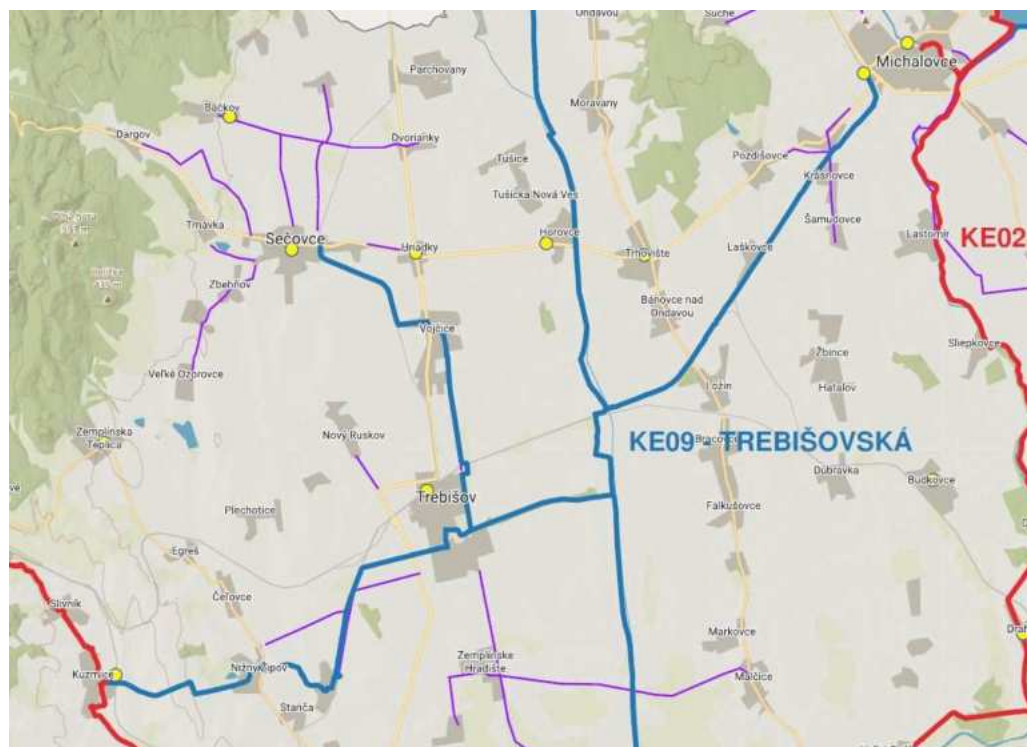 Suché
Ondavou
Michalovce
Parchovany
Moravany
Bačkov
Dargov
Dvorianky
Tušice
Pozdišovce
Krásnovce
Tušická Nová Ves
Trnávka
Sečovce
Hriadky
Horovce
Trhovište
Laškovce
Šamudovce
Lastomír
KE02
Zbehňov
Bánovce nad
Ondavou
Vojčice
Sliepkovce
Žbince
Veľké Ozorovce
Ložín
Hatalov
Zemplínska
Teplica
Nový Ruskov
KE09 - TREBIŠOVSKÁ
Bracovce
Dúbravka
Budkovce
Trebišov
Plechotice
Falkušovce
Egreš
Čeľovce
Slivník
Markovce
Zemplínske
Hradište
Malčice
Kuzmice
Nižný Žipov
Stanča